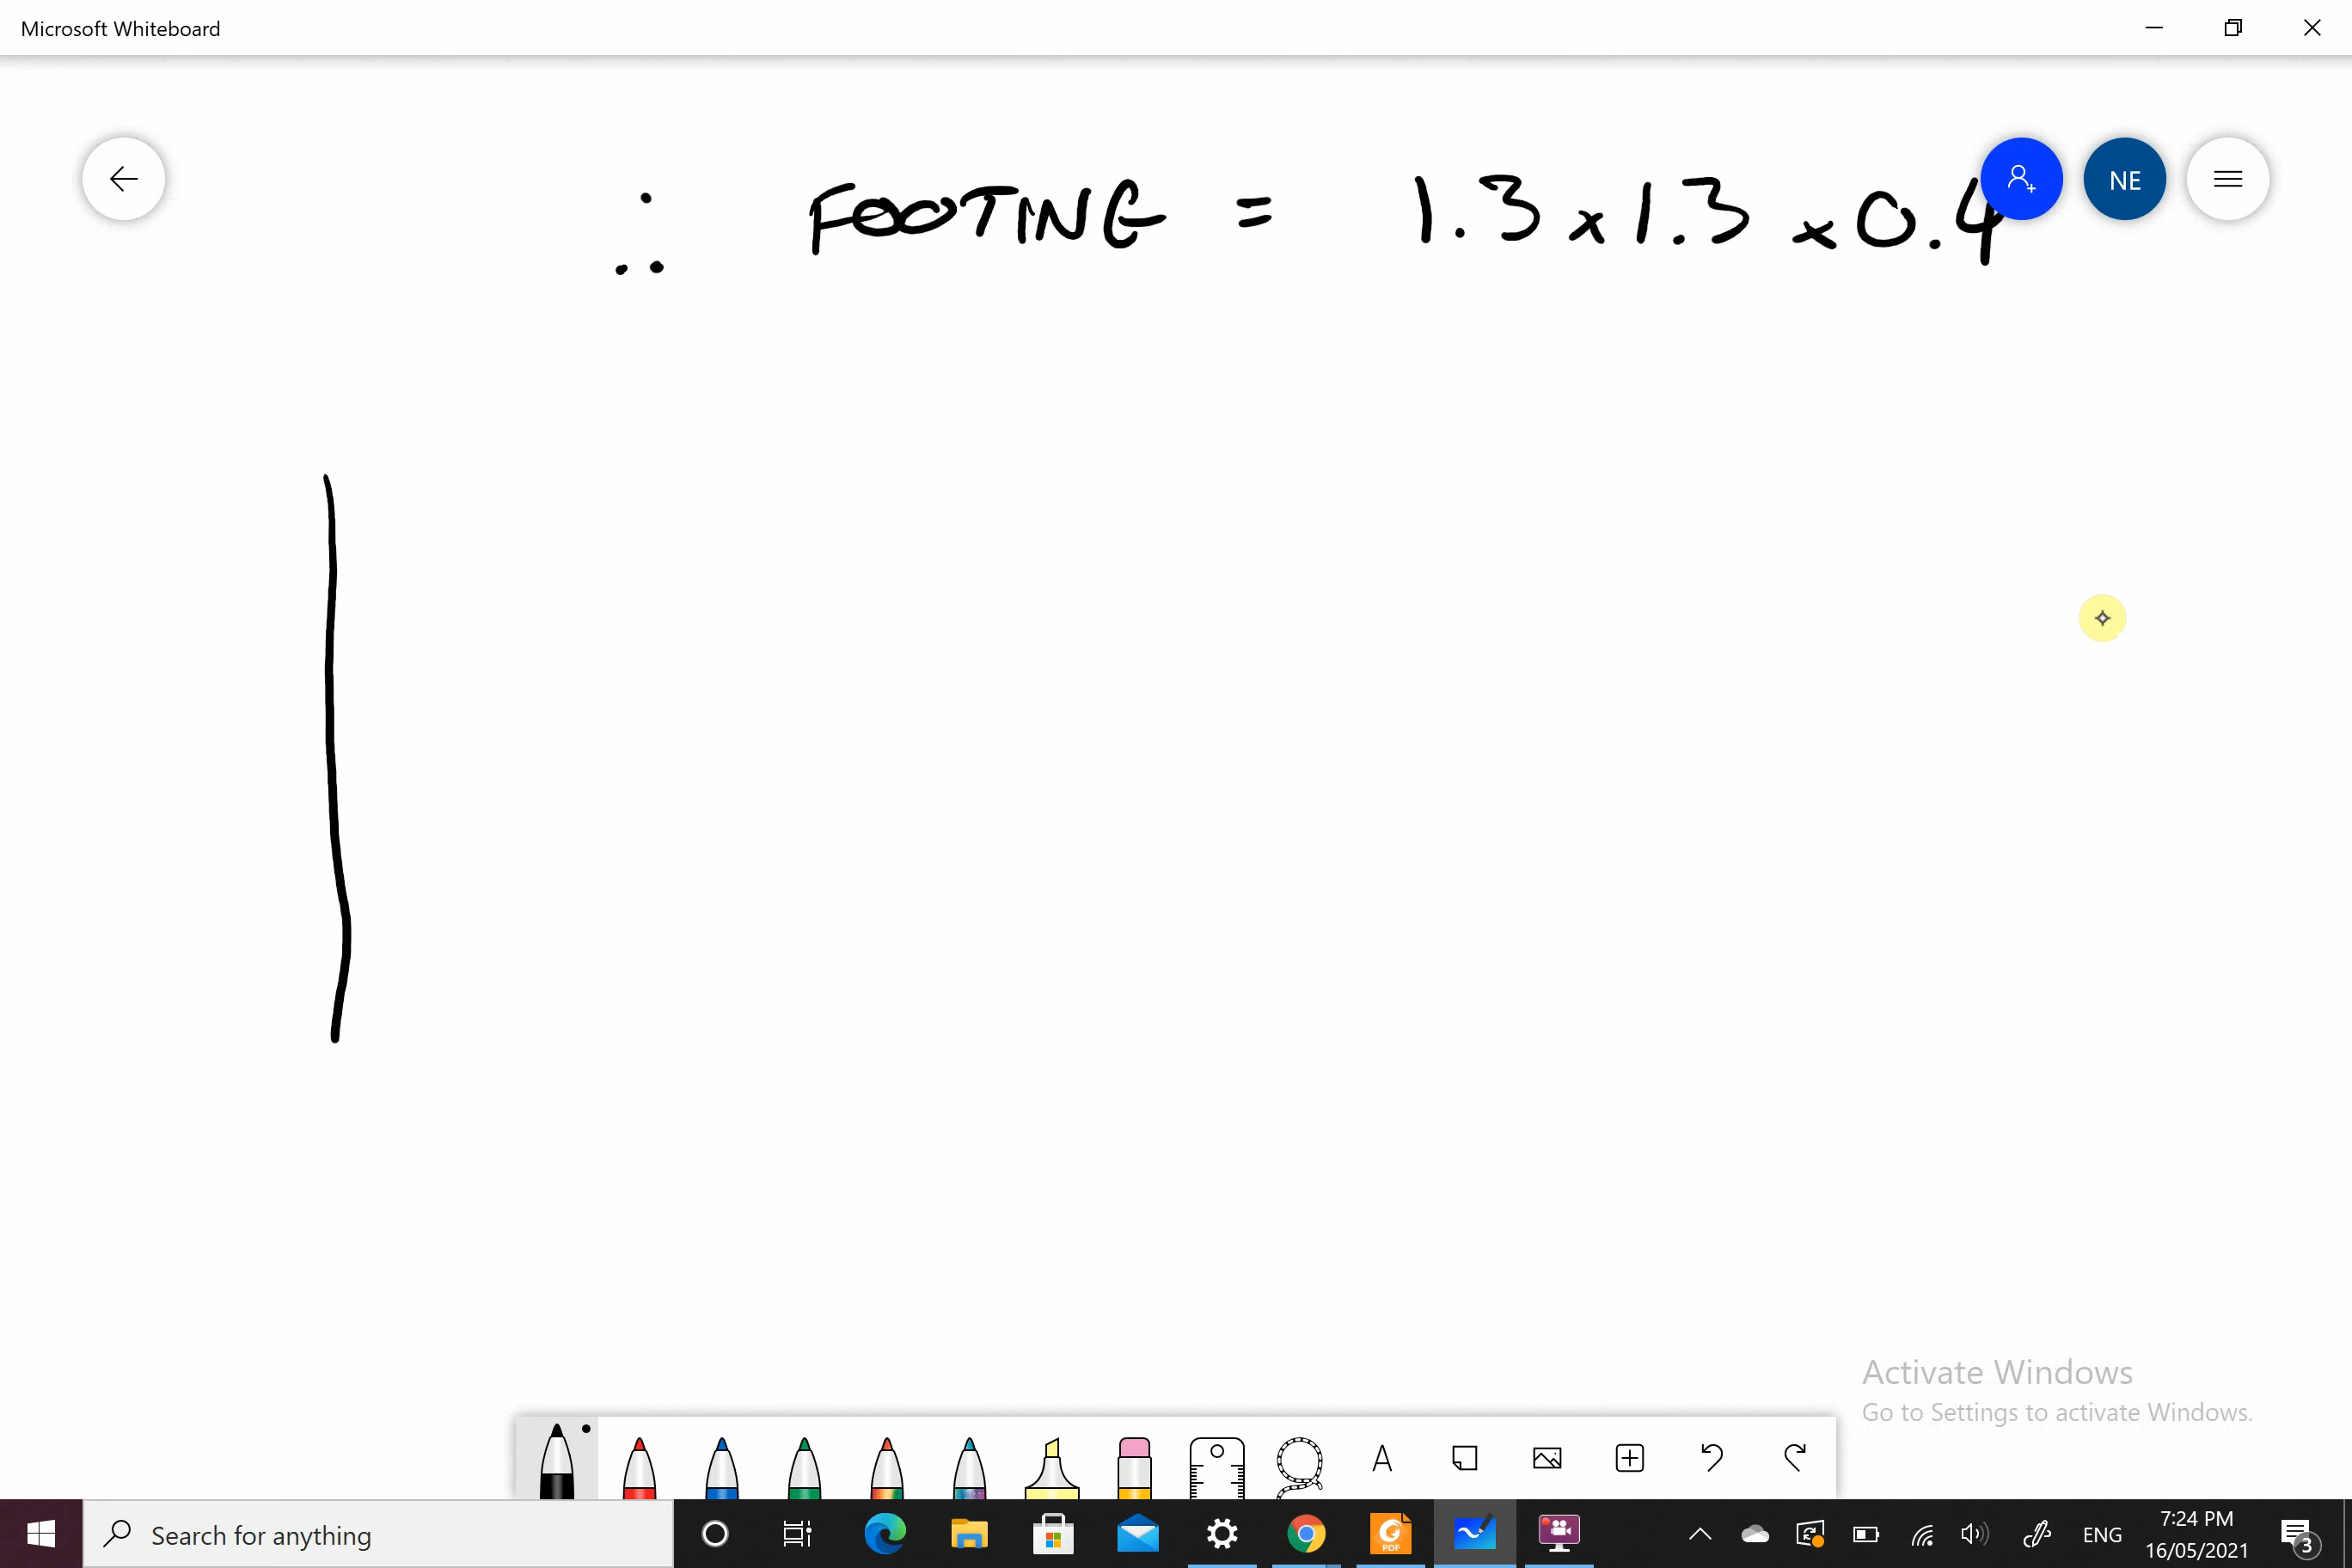 Microsoft Whiteboard
∴ FOOTING = 1.3 x 1.3 x 0.4
NE
Activate Windows
Go to Settings to activate Windows.
A
Search for anything
PDF
ENG
7:24 PM
16/05/2021
3